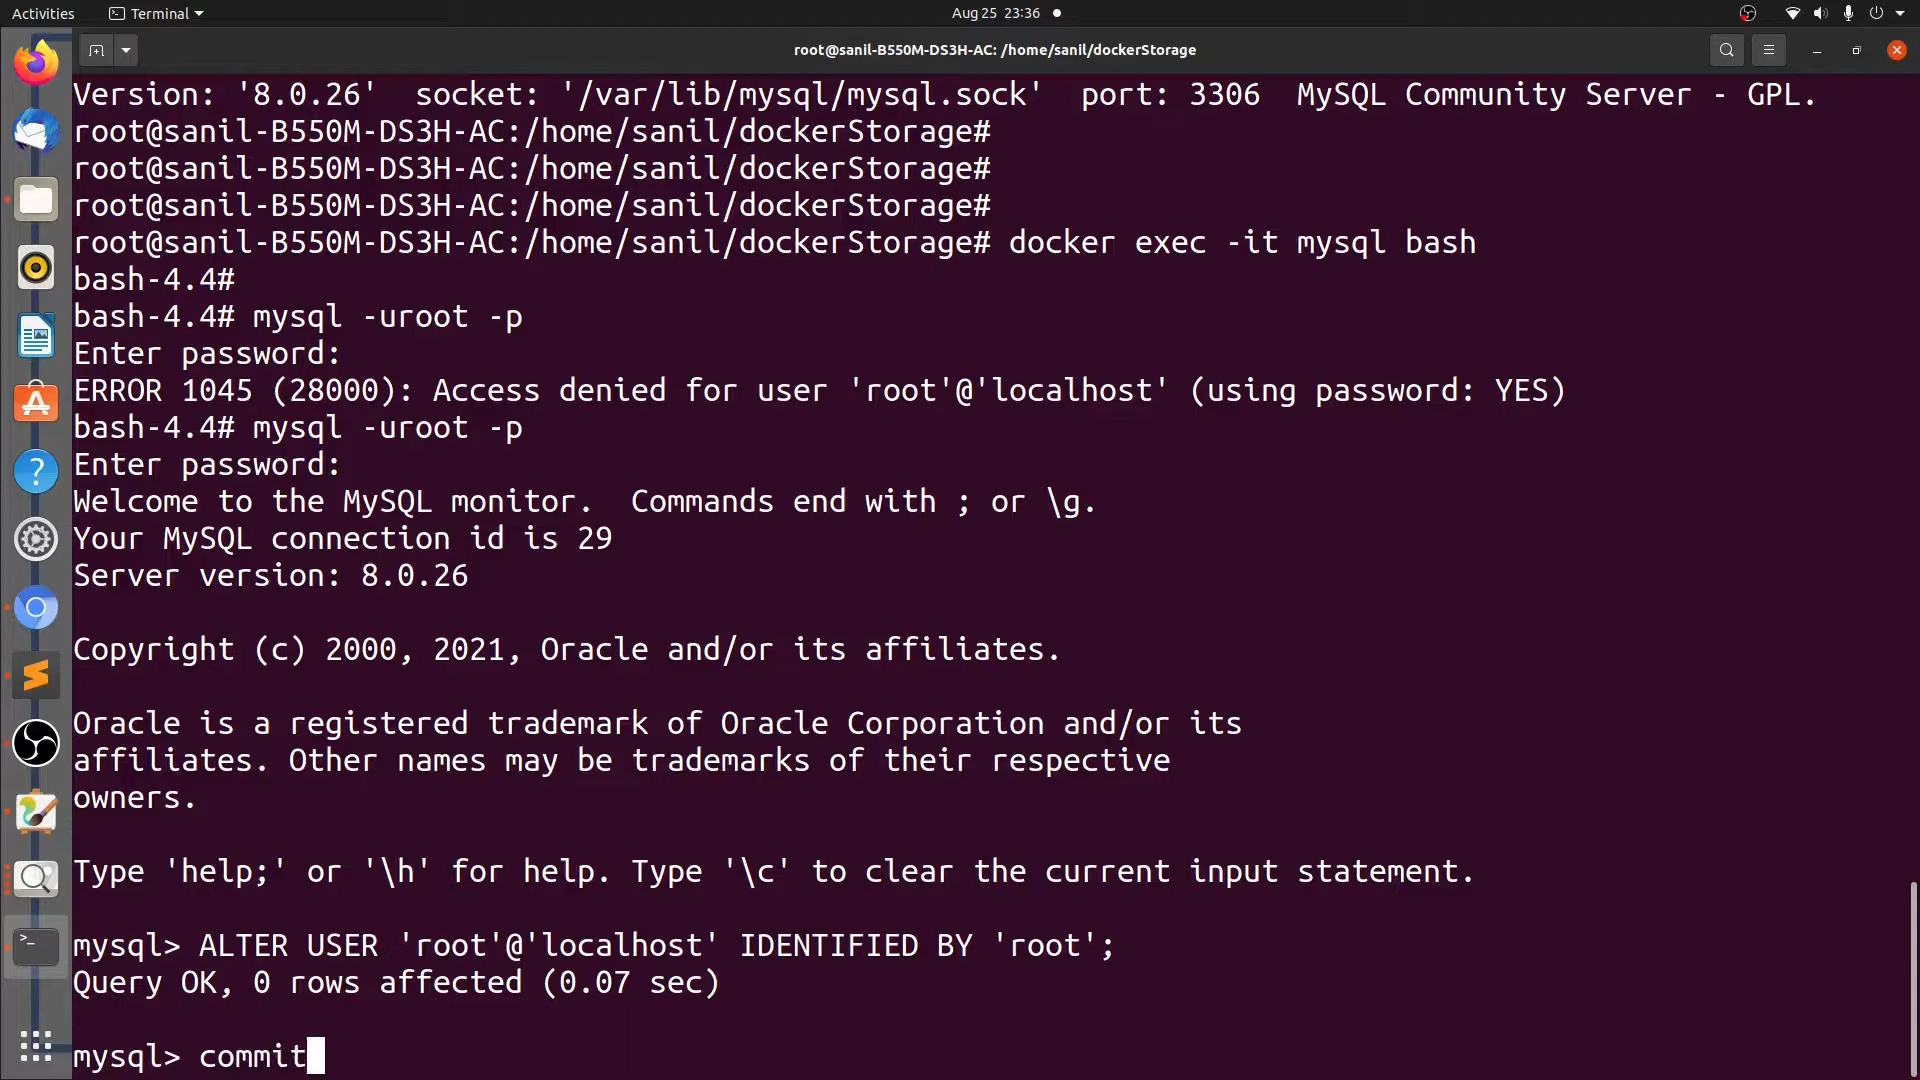 Activities
Terminal
Aug 25 23:36
root@sanil-B550M-DS3H-AC: /home/sanil/dockerStorage
Version: '8.0.26'  socket: '/var/lib/mysql/mysql.sock'  port: 3306  MySQL Community Server - GPL.
root@sanil-B550M-DS3H-AC:/home/sanil/dockerStorage#
root@sanil-B550M-DS3H-AC:/home/sanil/dockerStorage#
root@sanil-B550M-DS3H-AC:/home/sanil/dockerStorage#
root@sanil-B550M-DS3H-AC:/home/sanil/dockerStorage# docker exec -it mysql bash
bash-4.4#
bash-4.4# mysql -uroot -p
Enter password:
ERROR 1045 (28000): Access denied for user 'root'@'localhost' (using password: YES)
bash-4.4# mysql -uroot -p
Enter password:
Welcome to the MySQL monitor.  Commands end with ; or \g.
Your MySQL connection id is 29
Server version: 8.0.26
Copyright (c) 2000, 2021, Oracle and/or its affiliates.
Oracle is a registered trademark of Oracle Corporation and/or its
affiliates. Other names may be trademarks of their respective
owners.
Type 'help;' or '\h' for help. Type '\c' to clear the current input statement.
mysql> ALTER USER 'root'@'localhost' IDENTIFIED BY 'root';
Query OK, 0 rows affected (0.07 sec)
mysql> commit